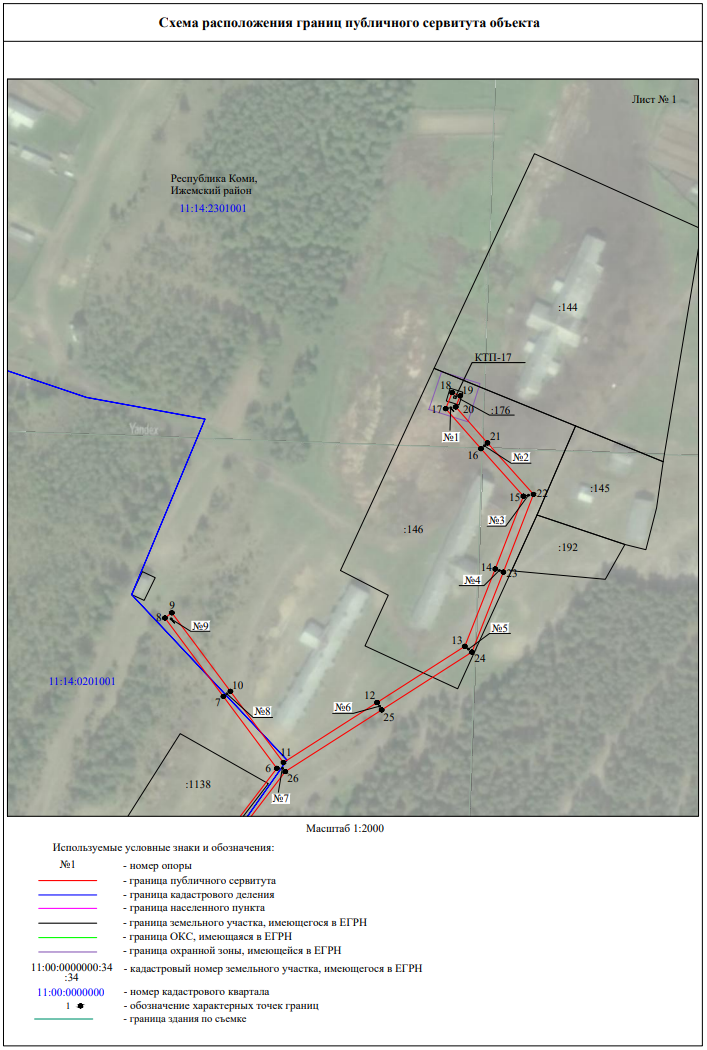 Схема расположения границ публичного сервитута объекта
Лист № 1
Республика Коми,
Ижемский район
11:14:2301001
:144
КТП-17
18
19
:176
17
20
№1
21
16
№2
:145
15
22
№3
:146
:192
14
23
№4
9
8
№9
13
№5
24
11:14:0201001
10
7
12
№8
№6
25
11
6
26
:1138
№7
Yandex
Масштаб 1:2000
Используемые условные знаки и обозначения:
№1 - номер опоры
- граница публичного сервитута
- граница кадастрового деления
- граница населенного пункта
- граница земельного участка, имеющегося в ЕГРН
- граница ОКС, имеющаяся в ЕГРН
- граница охранной зоны, имеющейся в ЕГРН
11:00:0000000:34
:34
- кадастровый номер земельного участка, имеющегося в ЕГРН
11:00:0000000 - номер кадастрового квартала
1 - обозначение характерных точек границ
- граница здания по съемке